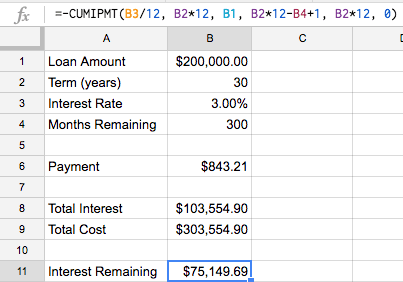 fx =-CUMIPMT(B3/12, B2*12, B1, B2*12-B4+1, B2*12, 0)
A B C
1 Loan Amount $200,000.00
2 Term (years) 30
3 Interest Rate 3.00%
4 Months Remaining 300
5
6 Payment $843.21
7
8 Total Interest $103,554.90
9 Total Cost $303,554.90
10
11 Interest Remaining $75,149.69